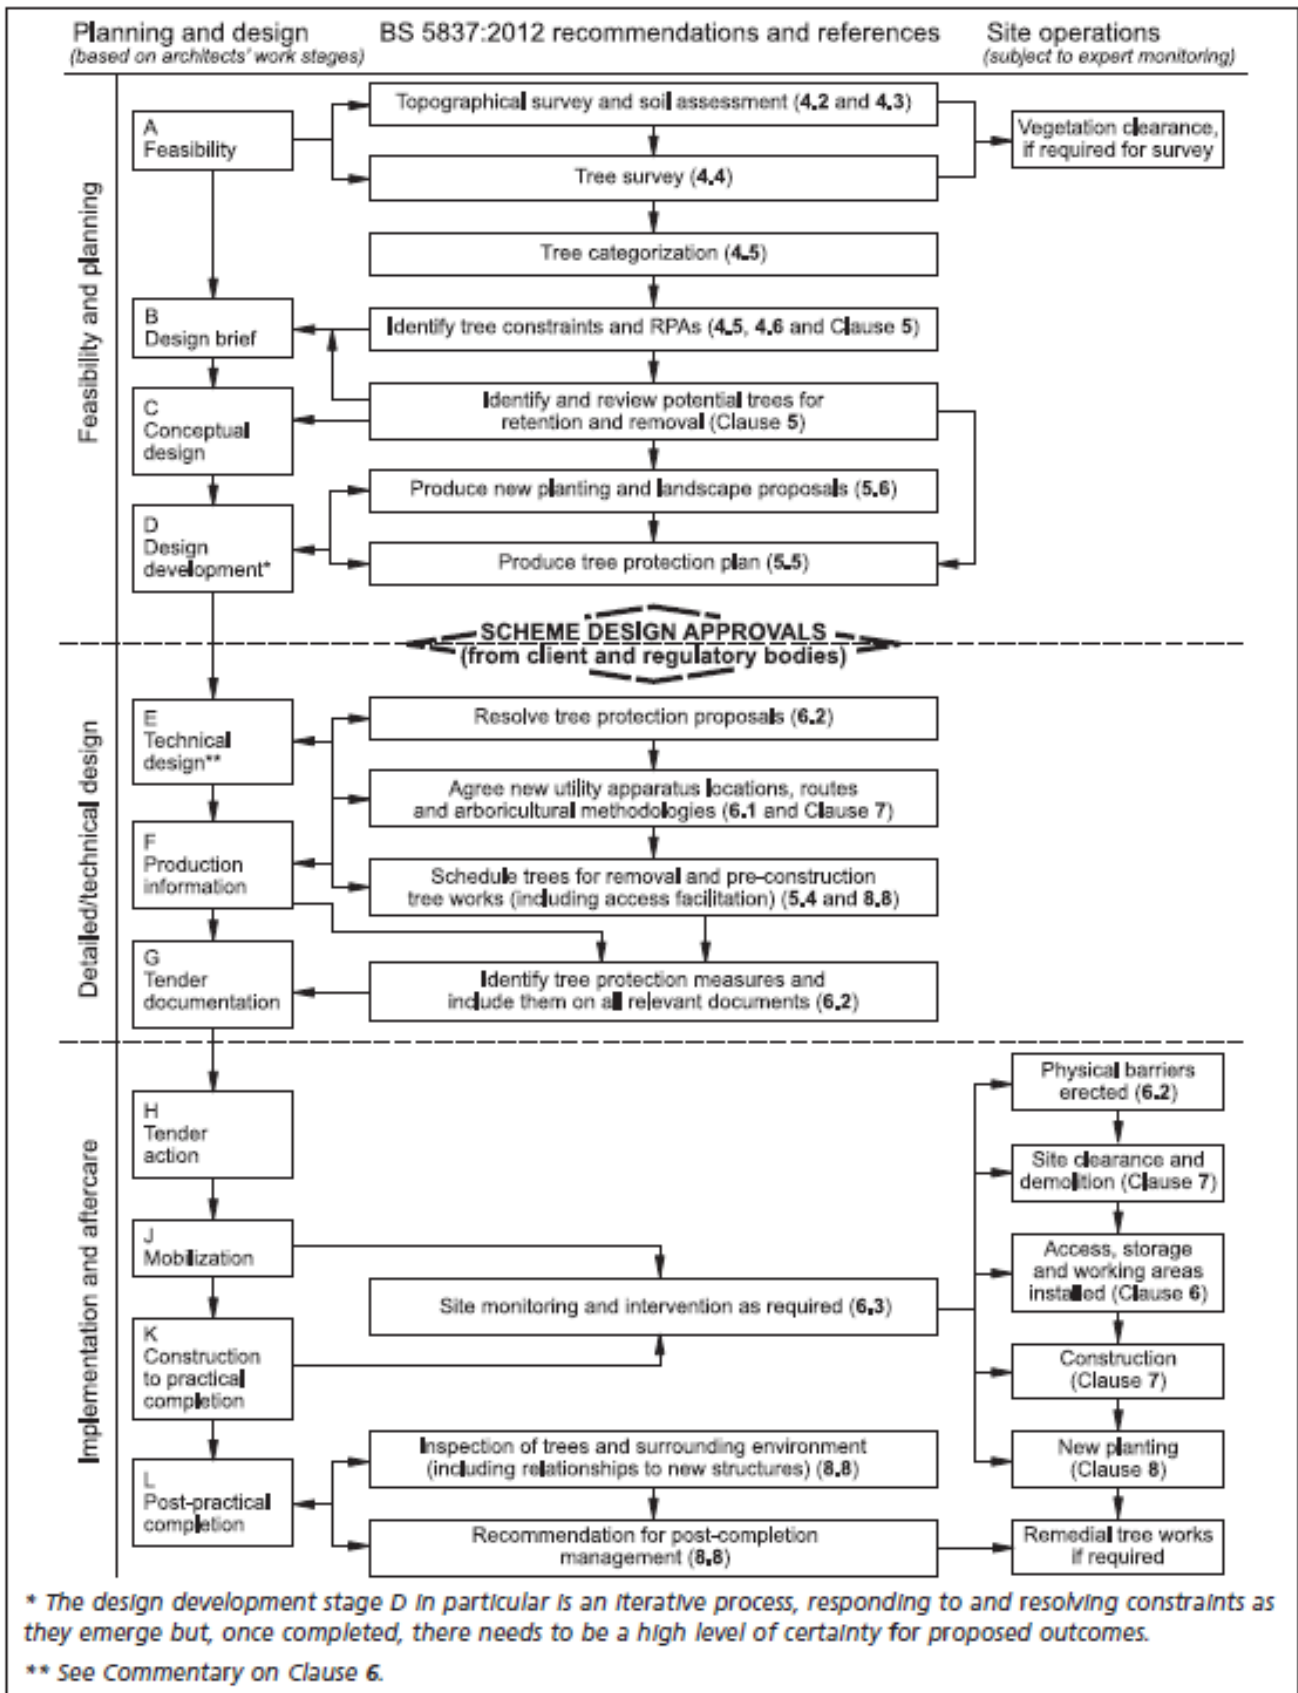 Planning and design
(based on architects' work stages)
BS 5837:2012 recommendations and references
Site operations
(subject to expert monitoring)
Feasibility and planning
A
Feasibility
Topographical survey and soil assessment (4.2 and 4.3)
Vegetation clearance,
if required for survey
Tree survey (4.4)
Tree categorization (4.5)
B
Design brief
Identify tree constraints and RPAs (4.5, 4.6 and Clause 5)
C
Conceptual
design
Identify and review potential trees for
retention and removal (Clause 5)
Produce new planting and landscape proposals (5.6)
D
Design
development*
Produce tree protection plan (5.5)
SCHEME DESIGN APPROVALS
(from client and regulatory bodies)
Detailed/technical design
E
Technical
design**
Resolve tree protection proposals (6.2)
Agree new utility apparatus locations, routes
and arboricultural methodologies (6.1 and Clause 7)
F
Production
information
Schedule trees for removal and pre-construction
tree works (including access facilitation) (5.4 and 8.8)
G
Tender
documentation
Identify tree protection measures and
include them on all relevant documents (6.2)
Implementation and aftercare
H
Tender
action
Physical barriers
erected (6.2)
Site clearance and
demolition (Clause 7)
J
Mobilization
Access, storage
and working areas
installed (Clause 6)
Site monitoring and intervention as required (6.3)
K
Construction
to practical
completion
Construction
(Clause 7)
New planting
(Clause 8)
L
Post-practical
completion
Inspection of trees and surrounding environment
(including relationships to new structures) (8.8)
Recommendation for post-completion
management (8.8)
Remedial tree works
if required
* The design development stage D in particular is an iterative process, responding to and resolving constraints as
they emerge but, once completed, there needs to be a high level of certainty for proposed outcomes.
** See Commentary on Clause 6.